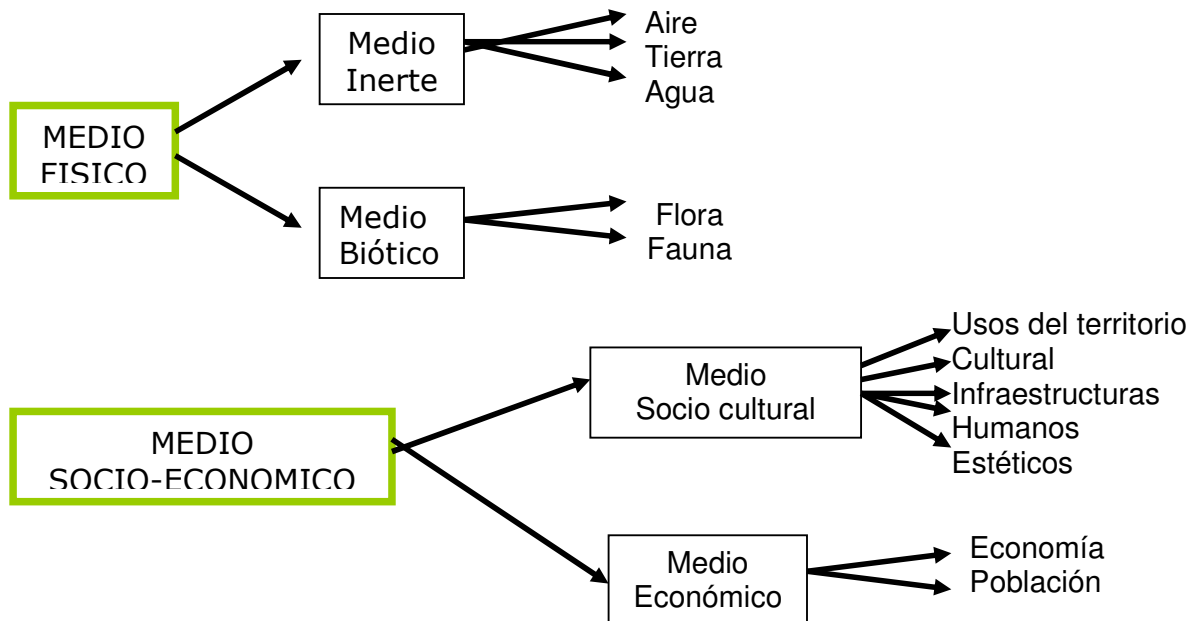 MEDIO
FISICO
Medio
Inerte
Aire
Tierra
Agua
Medio
Biótico
Flora
Fauna
MEDIO
SOCIO-ECONOMICO
Medio
Socio cultural
Usos del territorio
Cultural
Infraestructuras
Humanos
Estéticos
Medio
Económico
Economía
Población